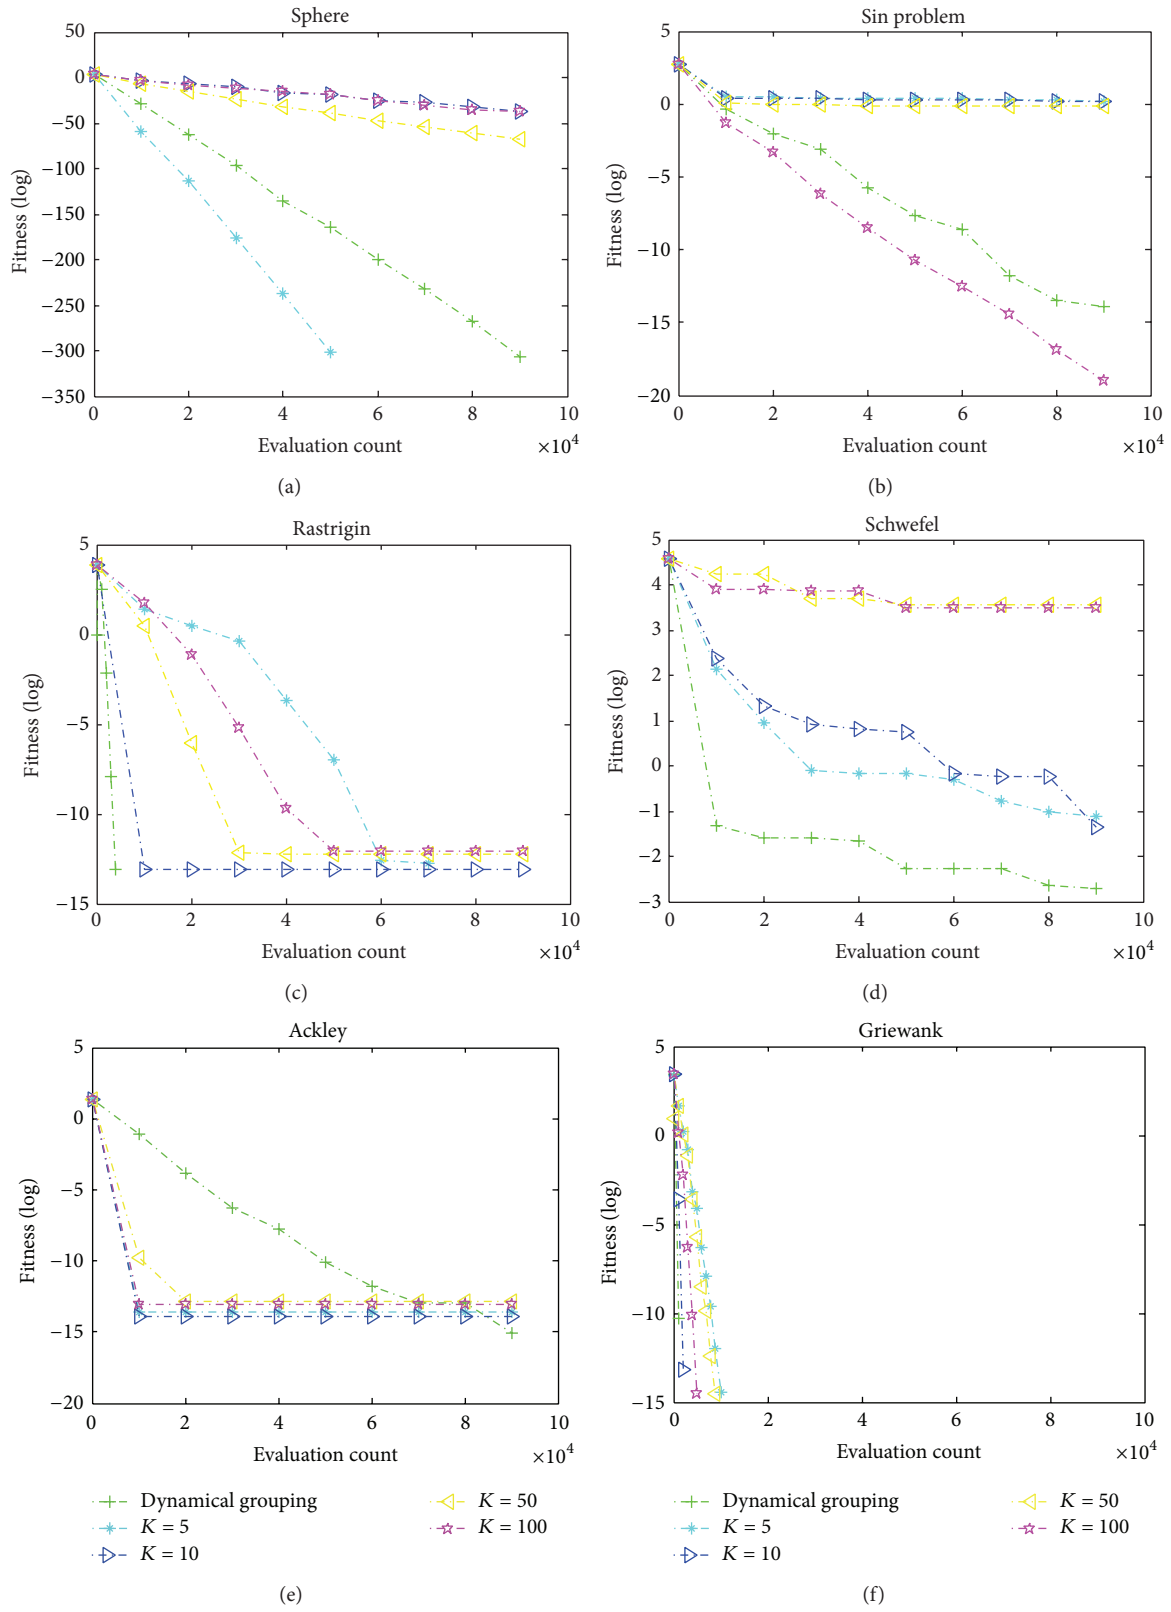 Sphere
50
0
−50
−100
−150
−200
−250
−300
−350
Fitness (log)
0 2 4 6 8 10
Evaluation count ×10⁴
(a)
Sin problem
5
0
−5
−10
−15
−20
Fitness (log)
0 2 4 6 8 10
Evaluation count
×10⁴
(b)
Rastrigin
5
0
−5
−10
−15
Fitness (log)
0 2 4 6 8 10
Evaluation count ×10⁴
(c)
Schwefel
5
4
3
2
1
0
−1
−2
−3
Fitness (log)
0 2 4 6 8 10
Evaluation count ×10⁴
(d)
Ackley
5
0
−5
−10
−15
−20
Fitness (log)
0 2 4 6 8 10
Evaluation count ×10⁴
Dynamical grouping
K = 5
K = 10
K = 50
K = 100
(e)
Griewank
5
0
−5
−10
−15
Fitness (log)
0 2 4 6 8 10
Evaluation count
×10⁴
Dynamical grouping
K = 5
K = 10
K = 50
K = 100
(f)